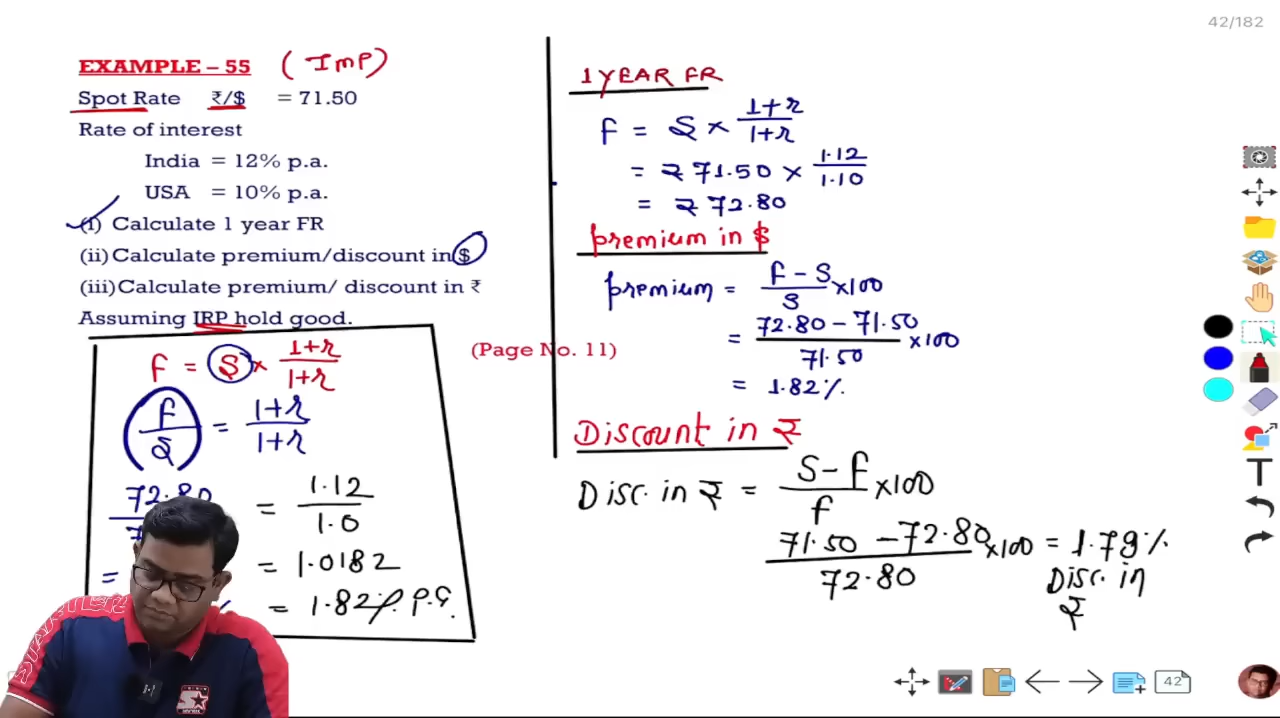 42/182
EXAMPLE – 55 (IMP)
Spot Rate ₹/$ = 71.50
Rate of interest
India = 12% p.a.
USA = 10% p.a.
(i) Calculate 1 year FR
(ii) Calculate premium/discount in $
(iii) Calculate premium/ discount in ₹
Assuming IRP hold good.
(Page No. 11)
F = S × 1+r / 1+r
F / S = 1+r / 1+r
72.80 / = 1.12 / 1.0
= = 1.0182
= 1.82% p.a.
1 YEAR FR
F = S × 1+r / 1+r
= ₹ 71.50 × 1.12 / 1.10
= ₹ 72.80
premium in $
premium = F – S / S ×100
= 72.80 – 71.50 / 71.50 ×100
= 1.82%
Discount in ₹
Disc. in ₹ = S – F / F ×100
71.50 – 72.80 / 72.80 ×100 = 1.79%
Disc. in
₹
T
42